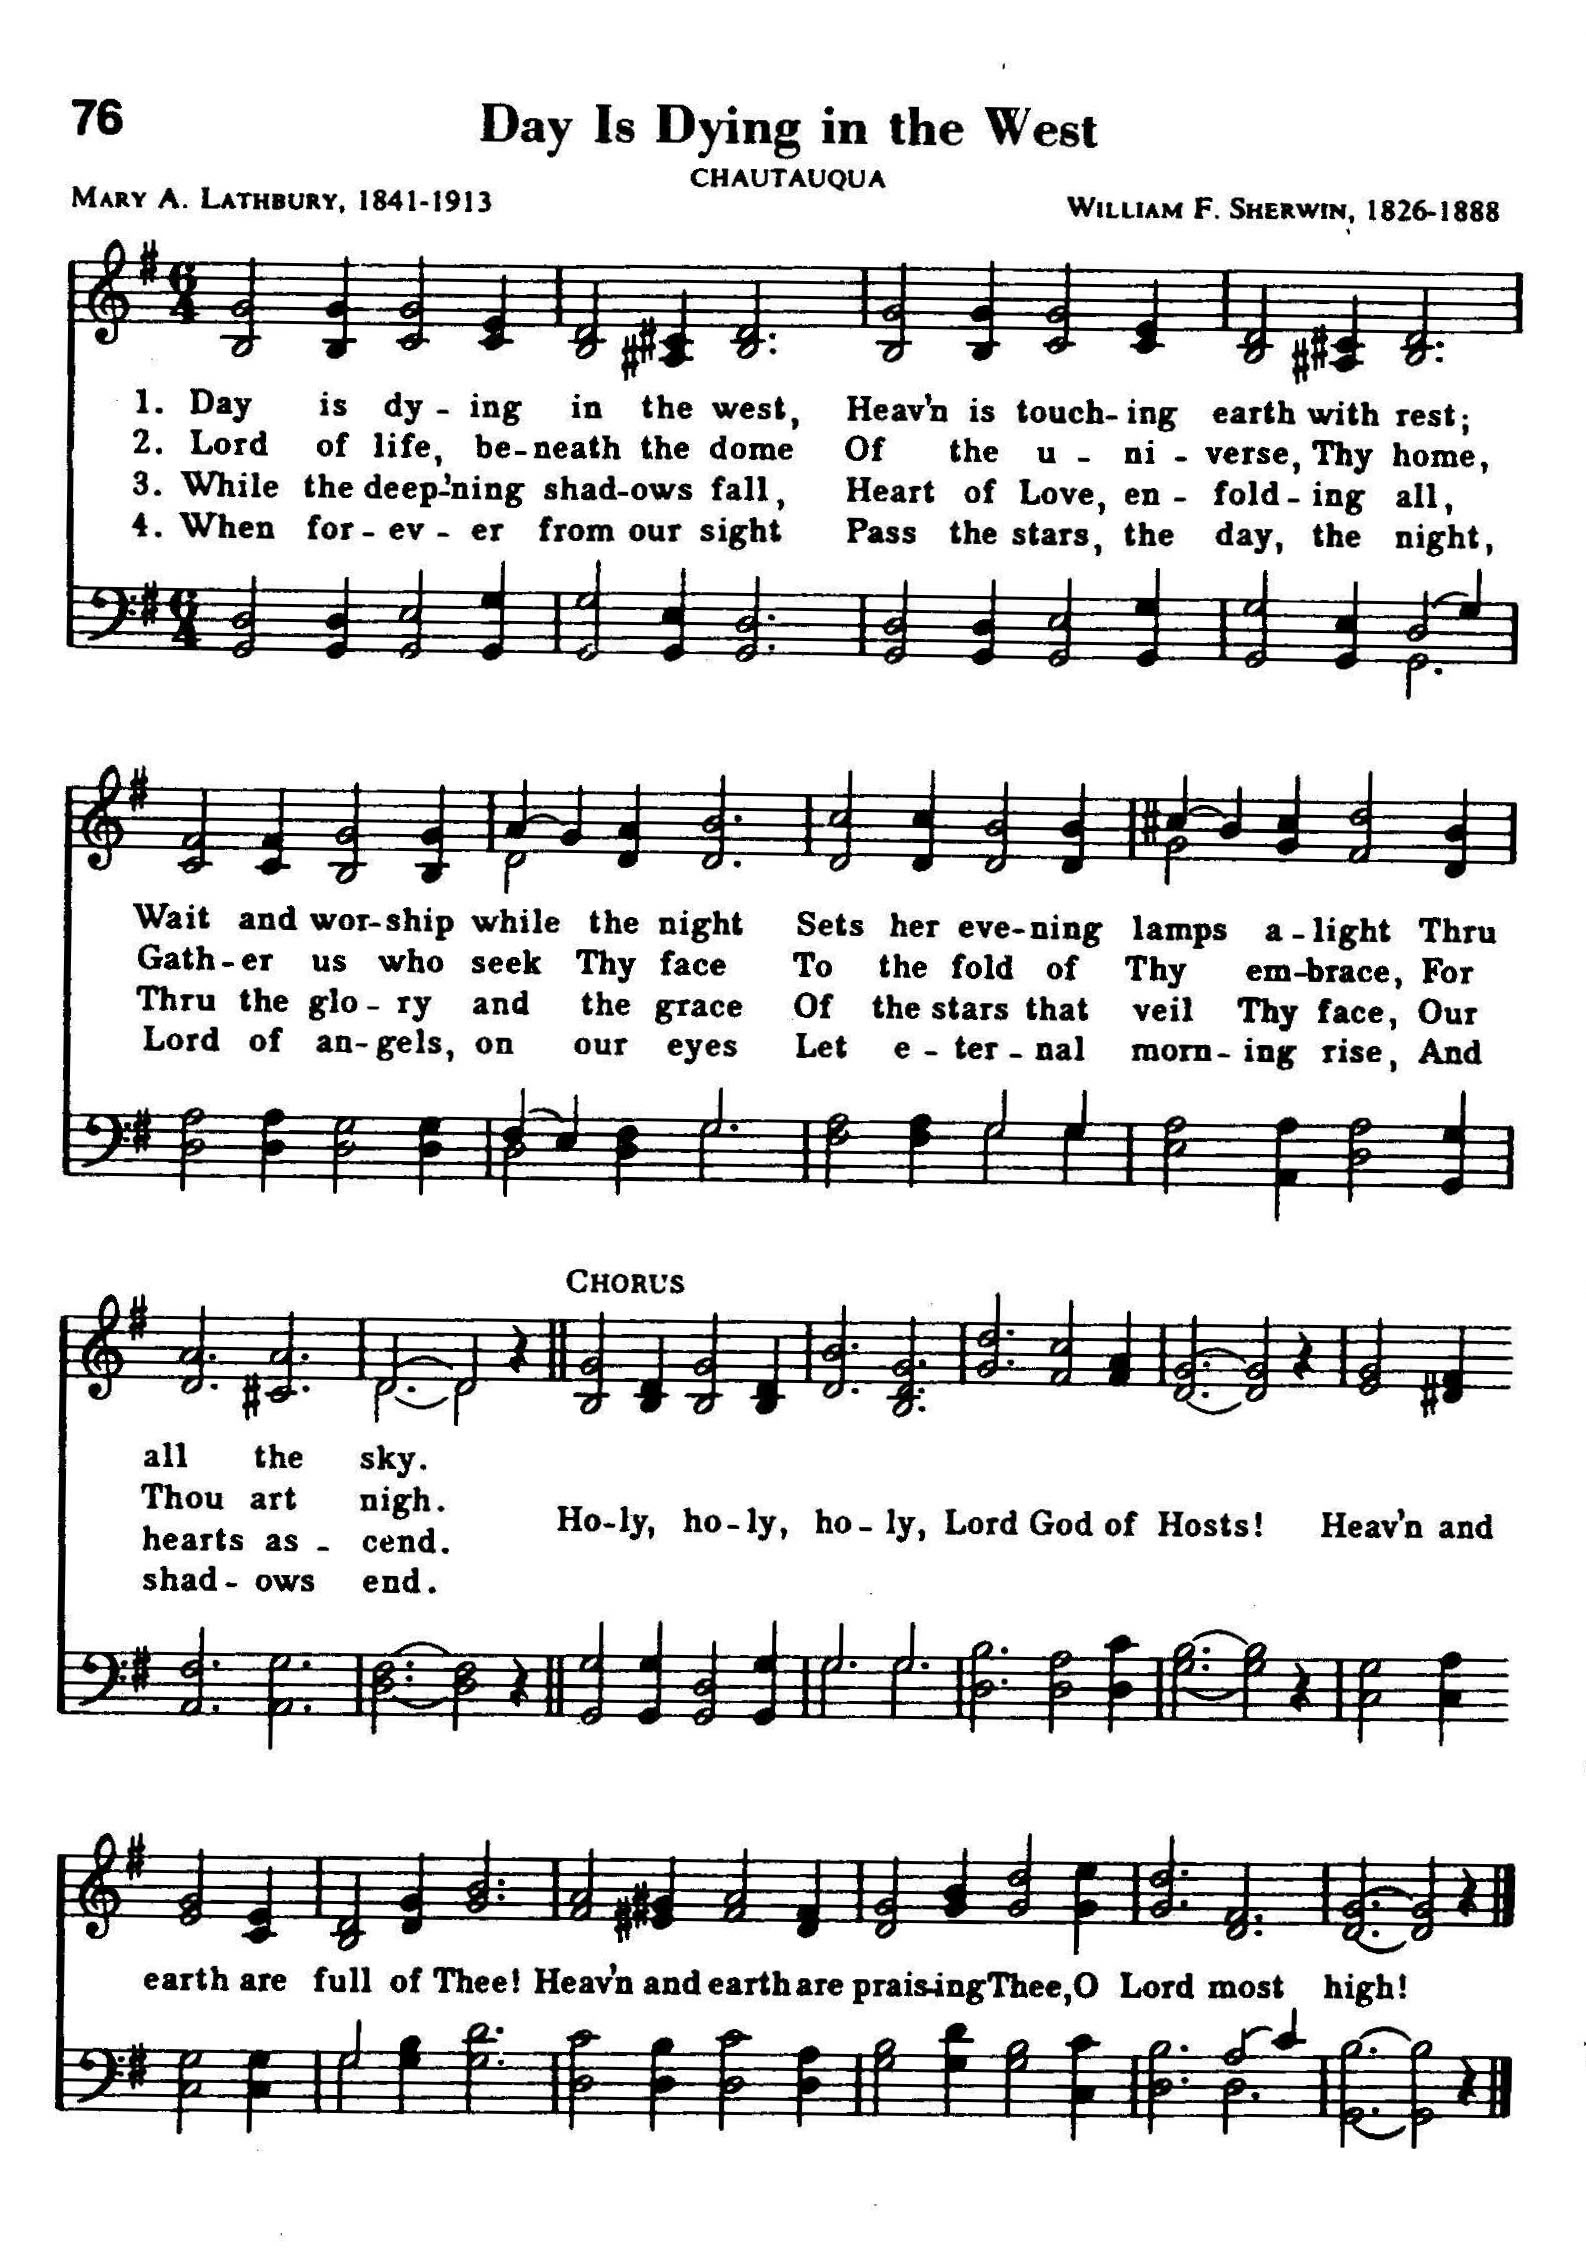 76
Day Is Dying in the West
CHAUTAUQUA
MARY A. LATHBURY, 1841-1913
WILLIAM F. SHERWIN, 1826-1888
6
4
1. Day is dy - ing in the west, Heav'n is touch- ing earth with rest;
2. Lord of life, be-neath the dome Of the u - ni - verse, Thy home,
3. While the deep-'ning shad-ows fall, Heart of Love, en - fold - ing all,
4. When for - ev - er from our sight Pass the stars, the day, the night,
6
4
Wait and wor-ship while the night Sets her eve-ning lamps a - light Thru
Gath - er us who seek Thy face To the fold of Thy em-brace, For
Thru the glo - ry and the grace Of the stars that veil Thy face, Our
Lord of an-gels, on our eyes Let e - ter - nal morn- ing rise, And
CHORUS
all the sky.
Thou art nigh.
hearts as - cend.
shad - ows end.
Ho-ly, ho-ly, ho - ly, Lord God of Hosts! Heav'n and
earth are full of Thee! Heav'n and earth are prais-ing Thee, O Lord most high!